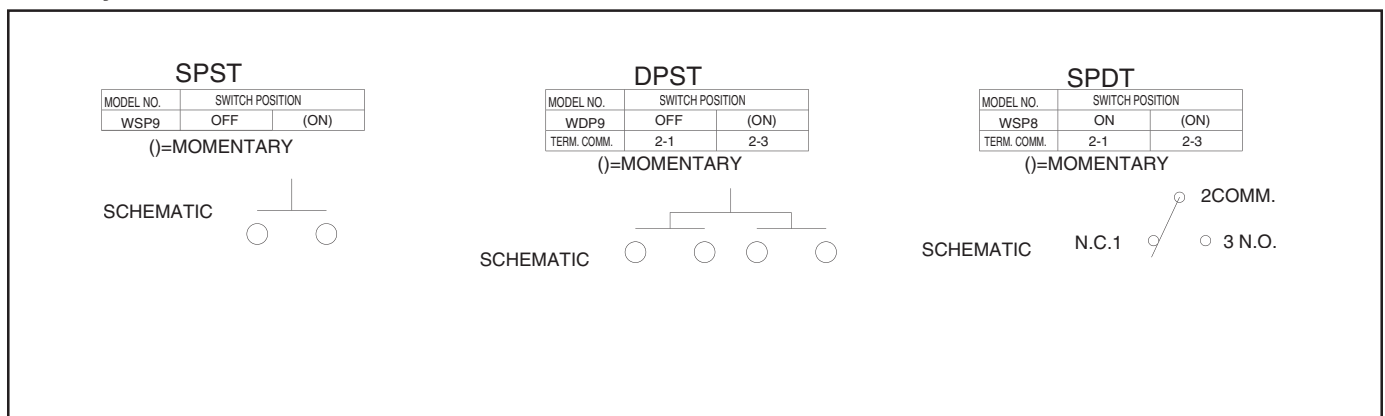 SPST
MODEL NO. SWITCH POSITION
WSP9 OFF (ON)
()=MOMENTARY
SCHEMATIC
DPST
MODEL NO. SWITCH POSITION
WDP9 OFF (ON)
TERM. COMM. 2-1 2-3
()=MOMENTARY
SCHEMATIC
SPDT
MODEL NO. SWITCH POSITION
WSP8 ON (ON)
TERM. COMM. 2-1 2-3
()=MOMENTARY
2COMM.
SCHEMATIC N.C.1 3 N.O.